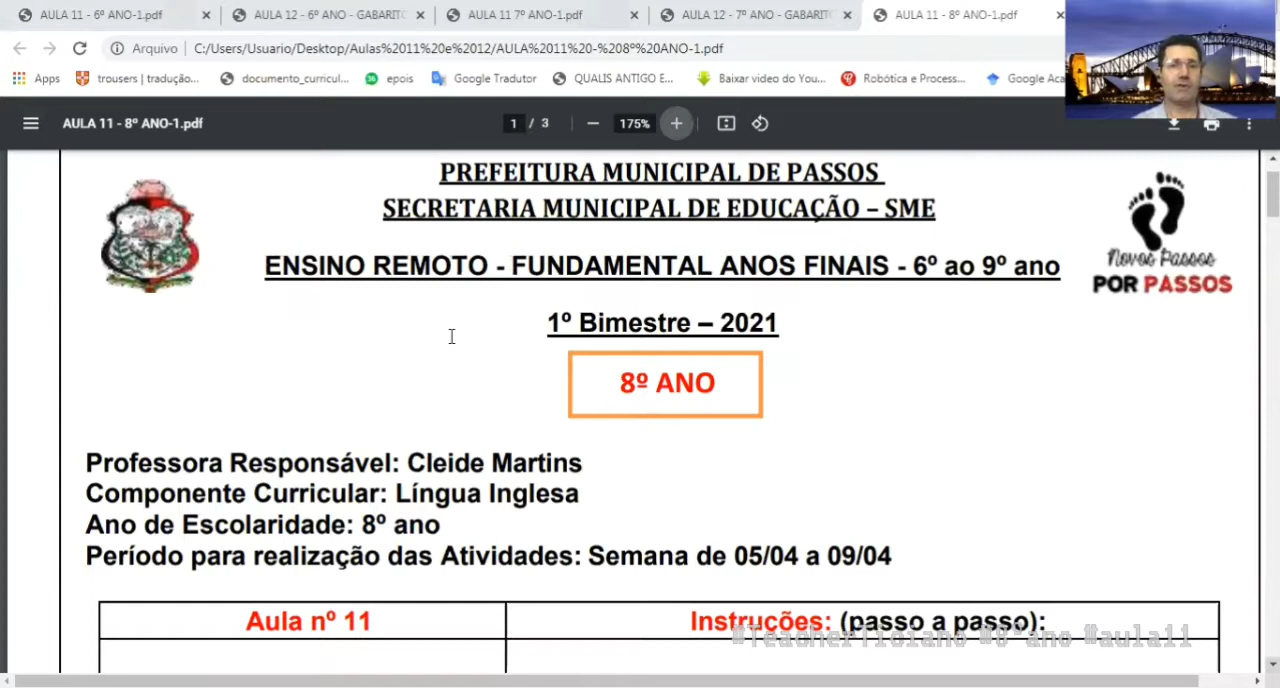 AULA 11 - 6º ANO-1.pdf
AULA 12 - 6º ANO - GABARIT
AULA 11 7º ANO-1.pdf
AULA 12 - 7º ANO - GABARIT
AULA 11 - 8º ANO-1.pdf
Arquivo | C:/Users/Usuario/Desktop/Aulas%2011%20e%2012/AULA%2011%20-%208º%20ANO-1.pdf
Apps
trousers | tradução...
documento_curricul...
epois
Google Tradutor
QUALIS ANTIGO E...
Baixar video do You...
Robótica e Process...
Google Aca
AULA 11 - 8º ANO-1.pdf
1 / 3
175%
PREFEITURA MUNICIPAL DE PASSOS
SECRETARIA MUNICIPAL DE EDUCAÇÃO – SME
ENSINO REMOTO - FUNDAMENTAL ANOS FINAIS - 6º ao 9º ano
Novos Passos
POR PASSOS
1º Bimestre – 2021
8º ANO
Professora Responsável: Cleide Martins
Componente Curricular: Língua Inglesa
Ano de Escolaridade: 8º ano
Período para realização das Atividades: Semana de 05/04 a 09/04
Aula nº 11
Instruções: (passo a passo):
#8ºano #aula11